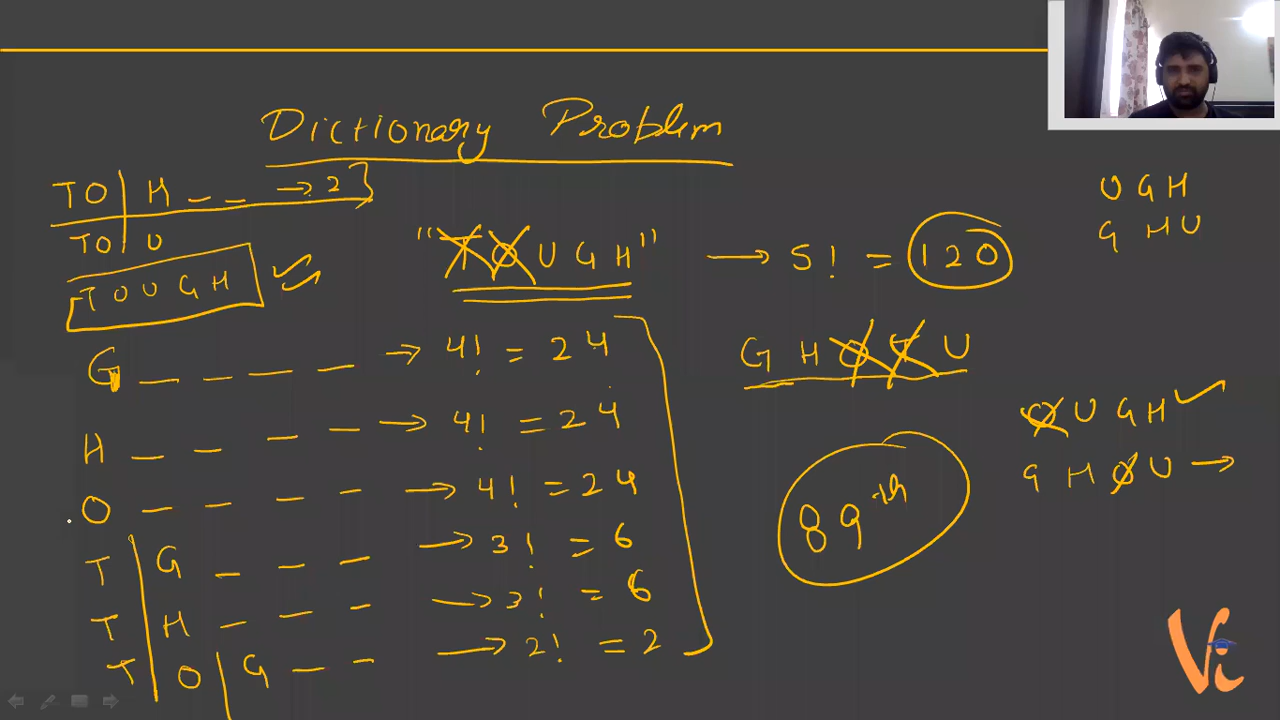 Dictionary Problem
TO | H _ _ → 2 }
TO | U
TOUGH
"TOUGH" → 5! = 120
UGH
GHU
G _ _ _ _ → 4! = 24
GHOTU
H _ _ _ _ → 4! = 24
OUGH
O _ _ _ _ → 4! = 24
GHOU →
89th
T | G _ _ _ → 3! = 6
T | H _ _ _ → 3! = 6
T | O | G _ _ → 2! = 2
Vi